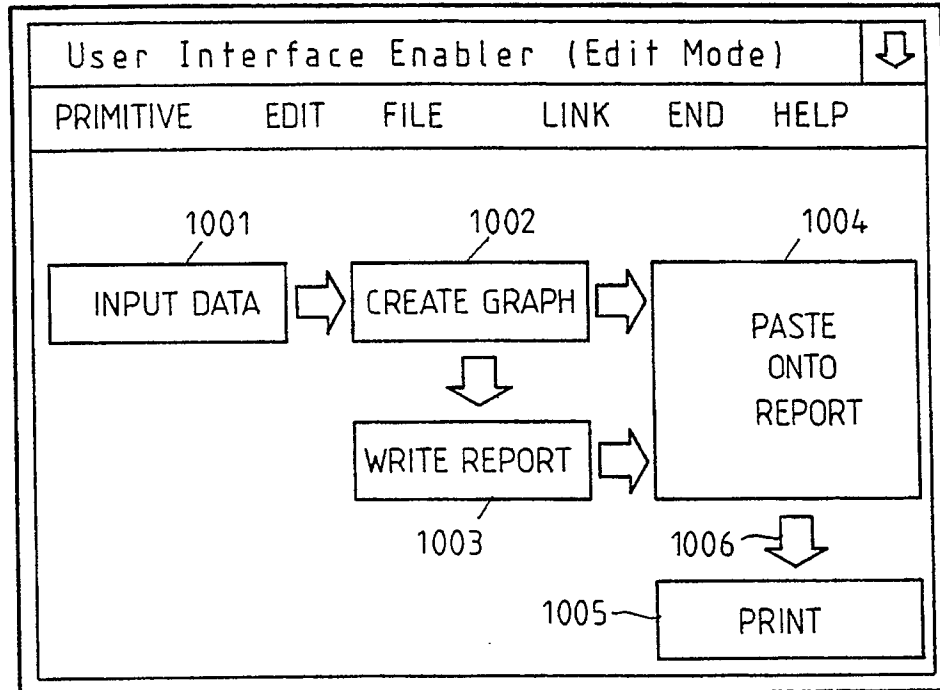 User Interface Enabler (Edit Mode)
PRIMITIVE EDIT FILE LINK END HELP
1001 1002 1004
INPUT DATA CREATE GRAPH
PASTE
ONTO
REPORT
WRITE REPORT
1003
1006
1005 PRINT